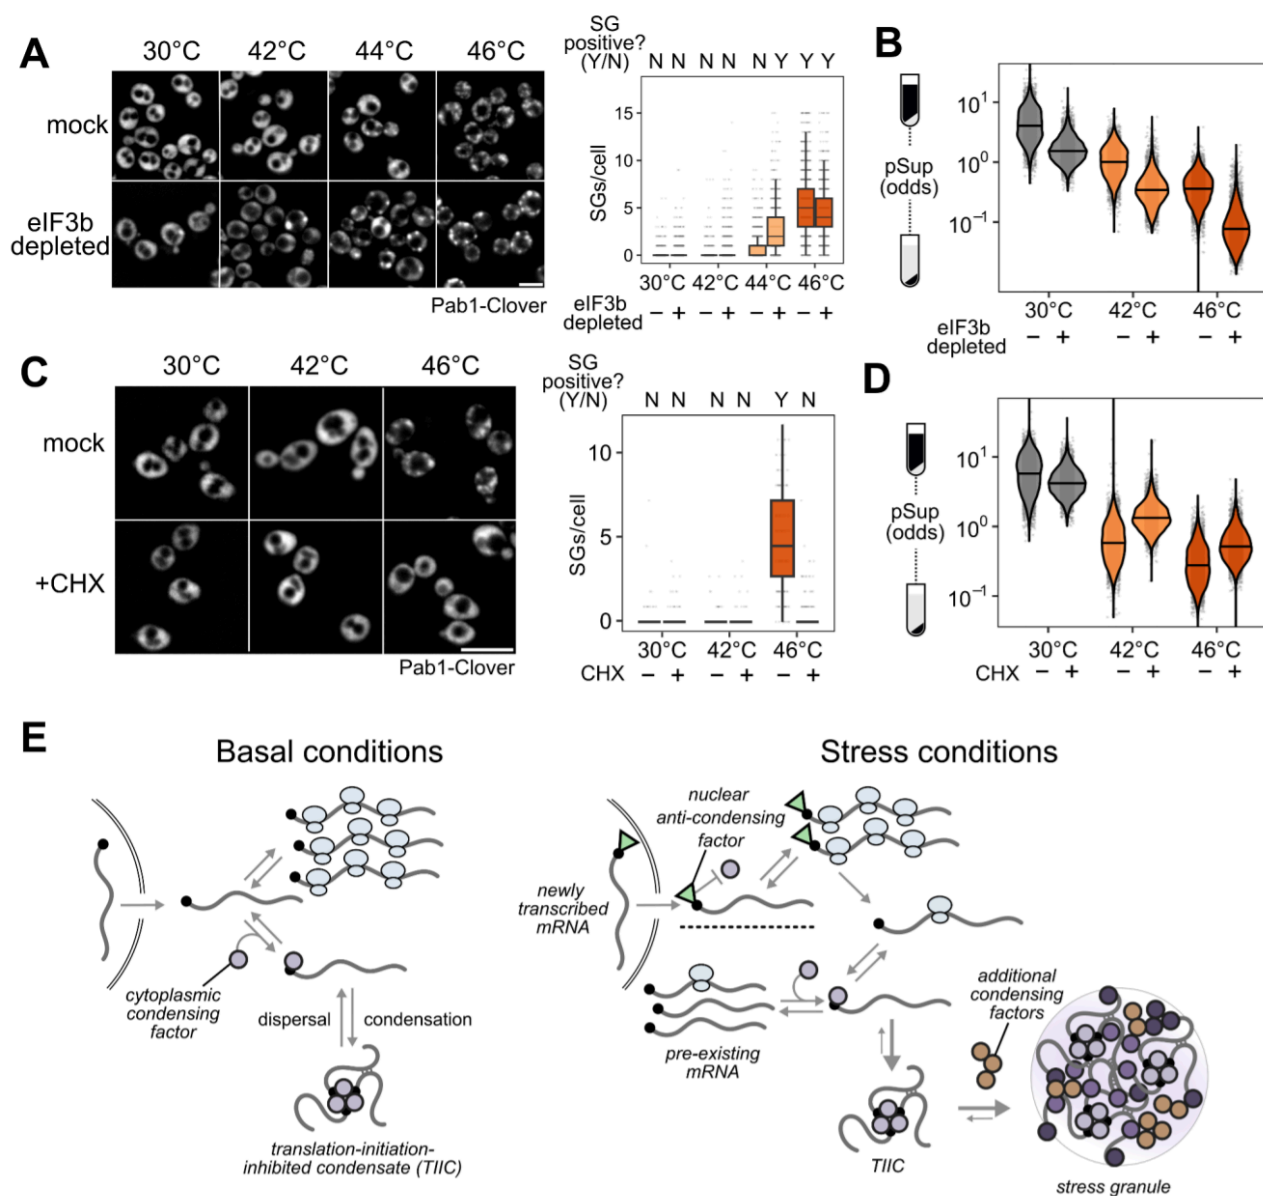 A
30°C 42°C 44°C 46°C
mock
eIF3b
depleted
Pab1-Clover
SG
positive?
(Y/N) N N N N N Y Y Y
SGs/cell
15
10
5
0
30°C 42°C 44°C 46°C
eIF3b
depleted − + − + − + − +
B
pSup
(odds)
10¹
10⁰
10⁻¹
30°C 42°C 46°C
eIF3b
depleted − + − + − +
C
30°C 42°C 46°C
mock
+CHX
Pab1-Clover
SG
positive?
(Y/N) N N N N Y N
SGs/cell
10
5
0
30°C 42°C 46°C
CHX − + − + − +
D
pSup
(odds)
10¹
10⁰
10⁻¹
30°C 42°C 46°C
CHX − + − + − +
E
Basal conditions
cytoplasmic
condensing
factor
dispersal condensation
translation-initiation-
inhibited condensate (TIIC)
Stress conditions
nuclear
anti-condensing
factor
newly
transcribed
mRNA
pre-existing
mRNA
additional
condensing
factors
TIIC
stress granule